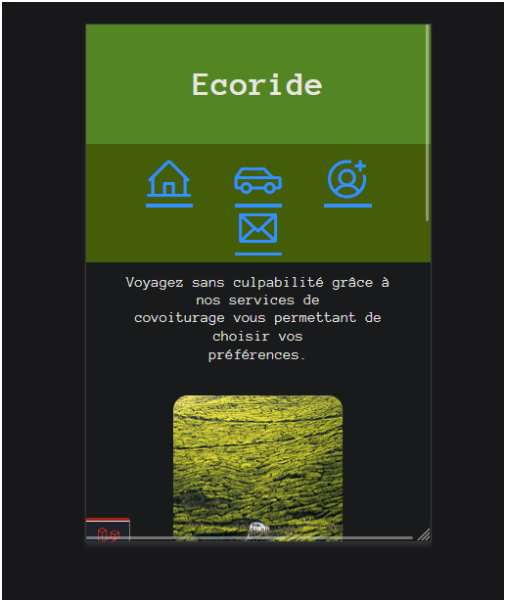 Ecoride
Voyagez sans culpabilité grâce à
nos services de
covoiturage vous permettant de
choisir vos
préférences.